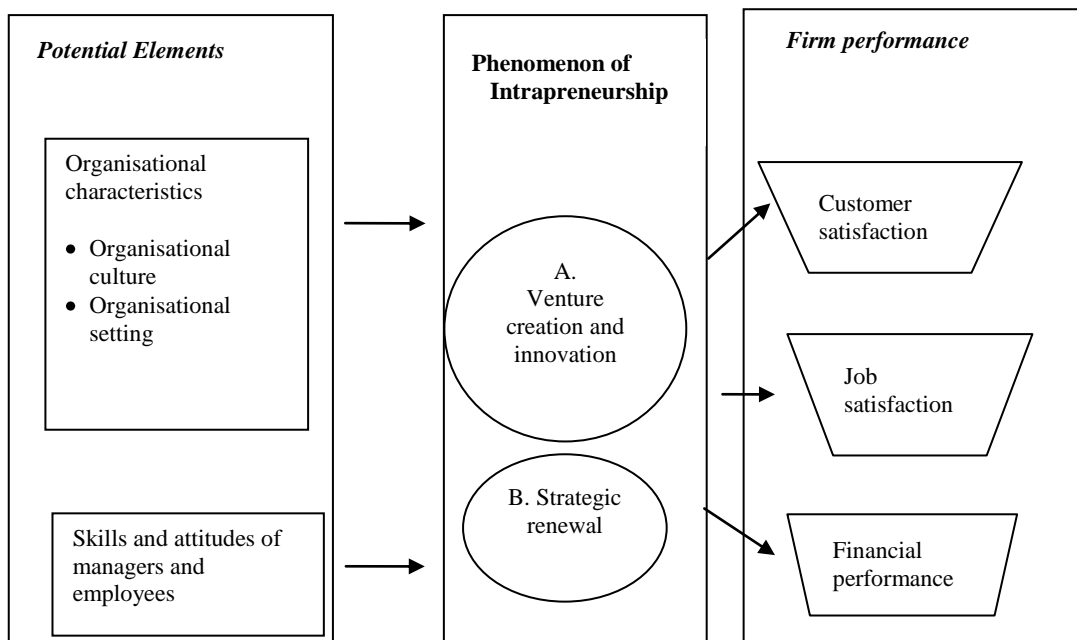 Potential Elements
Organisational
characteristics
• Organisational
culture
• Organisational
setting
Skills and attitudes of
managers and
employees
Phenomenon of
Intrapreneurship
A.
Venture
creation and
innovation
B. Strategic
renewal
Firm performance
Customer
satisfaction
Job
satisfaction
Financial
performance